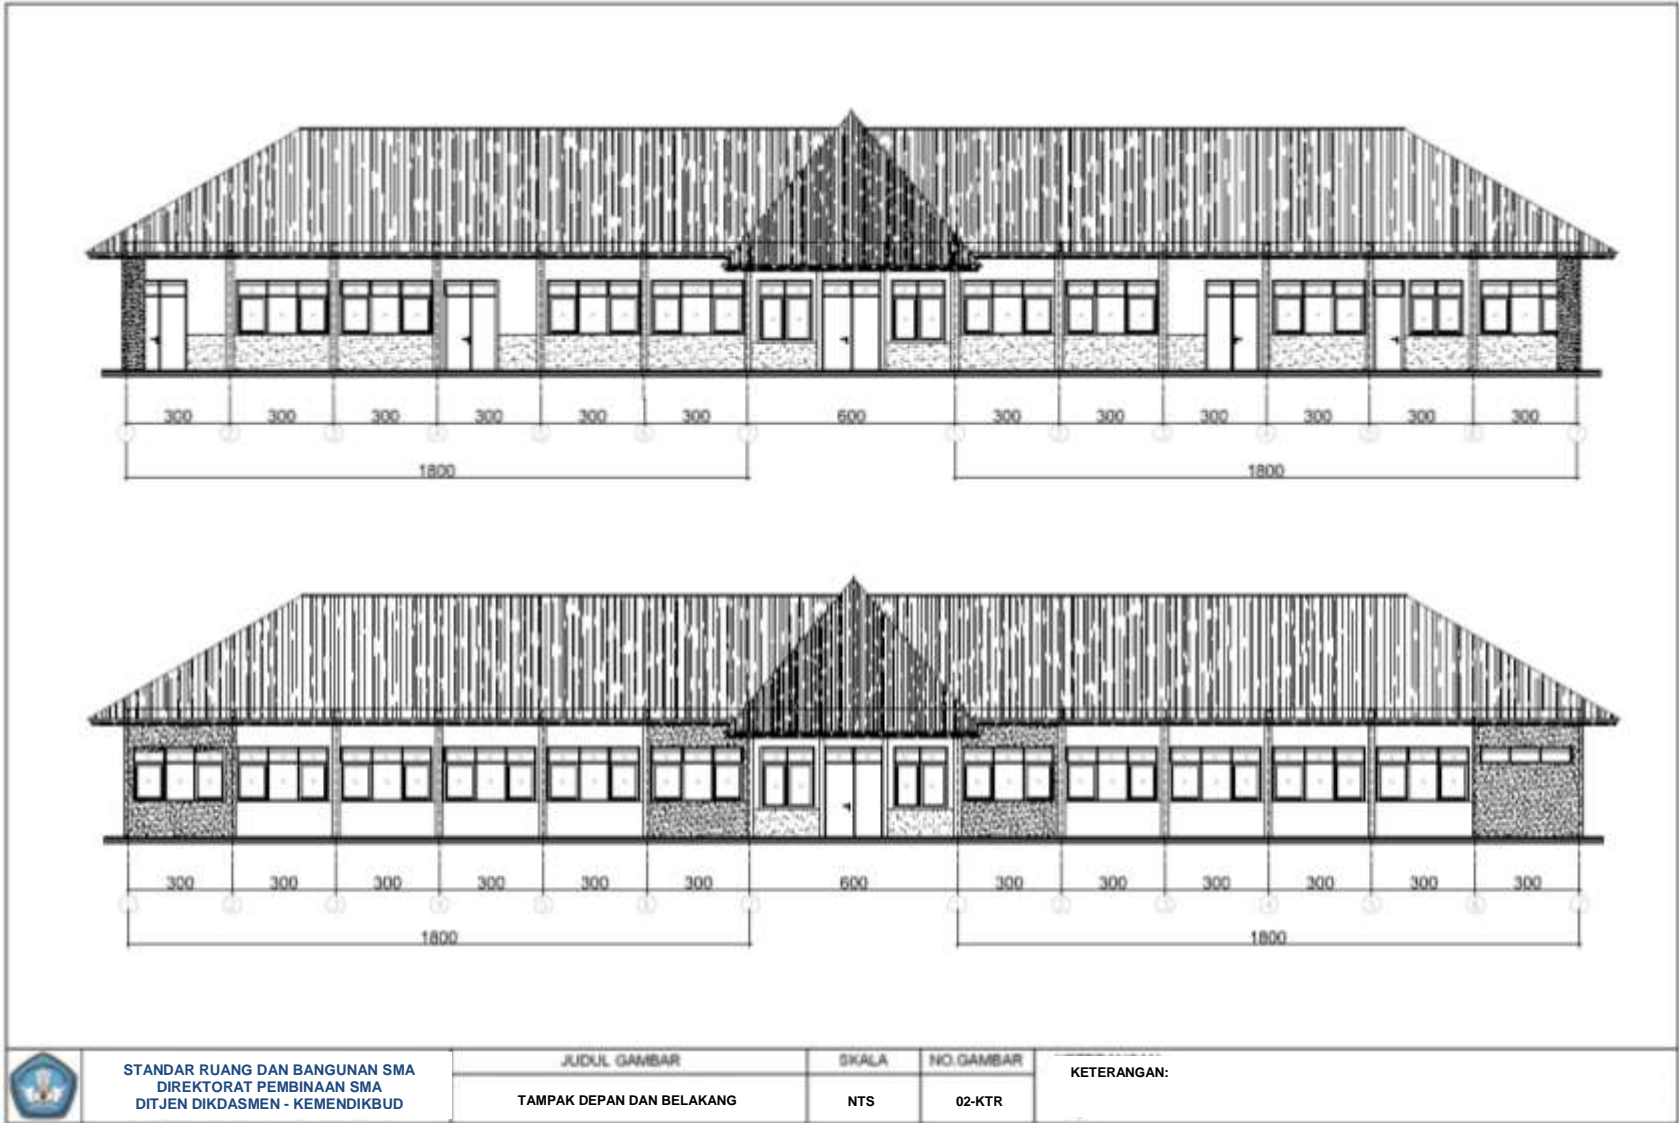 300 300 300 300 300 300 600 300 300 300 300 300 300
1800 1800
300 300 300 300 300 300 600 300 300 300 300 300 300
1800 1800
STANDAR RUANG DAN BANGUNAN SMA
DIREKTORAT PEMBINAAN SMA
DITJEN DIKDASMEN - KEMENDIKBUD
JUDUL GAMBAR
TAMPAK DEPAN DAN BELAKANG
SKALA
NTS
NO.GAMBAR
02-KTR
KETERANGAN: